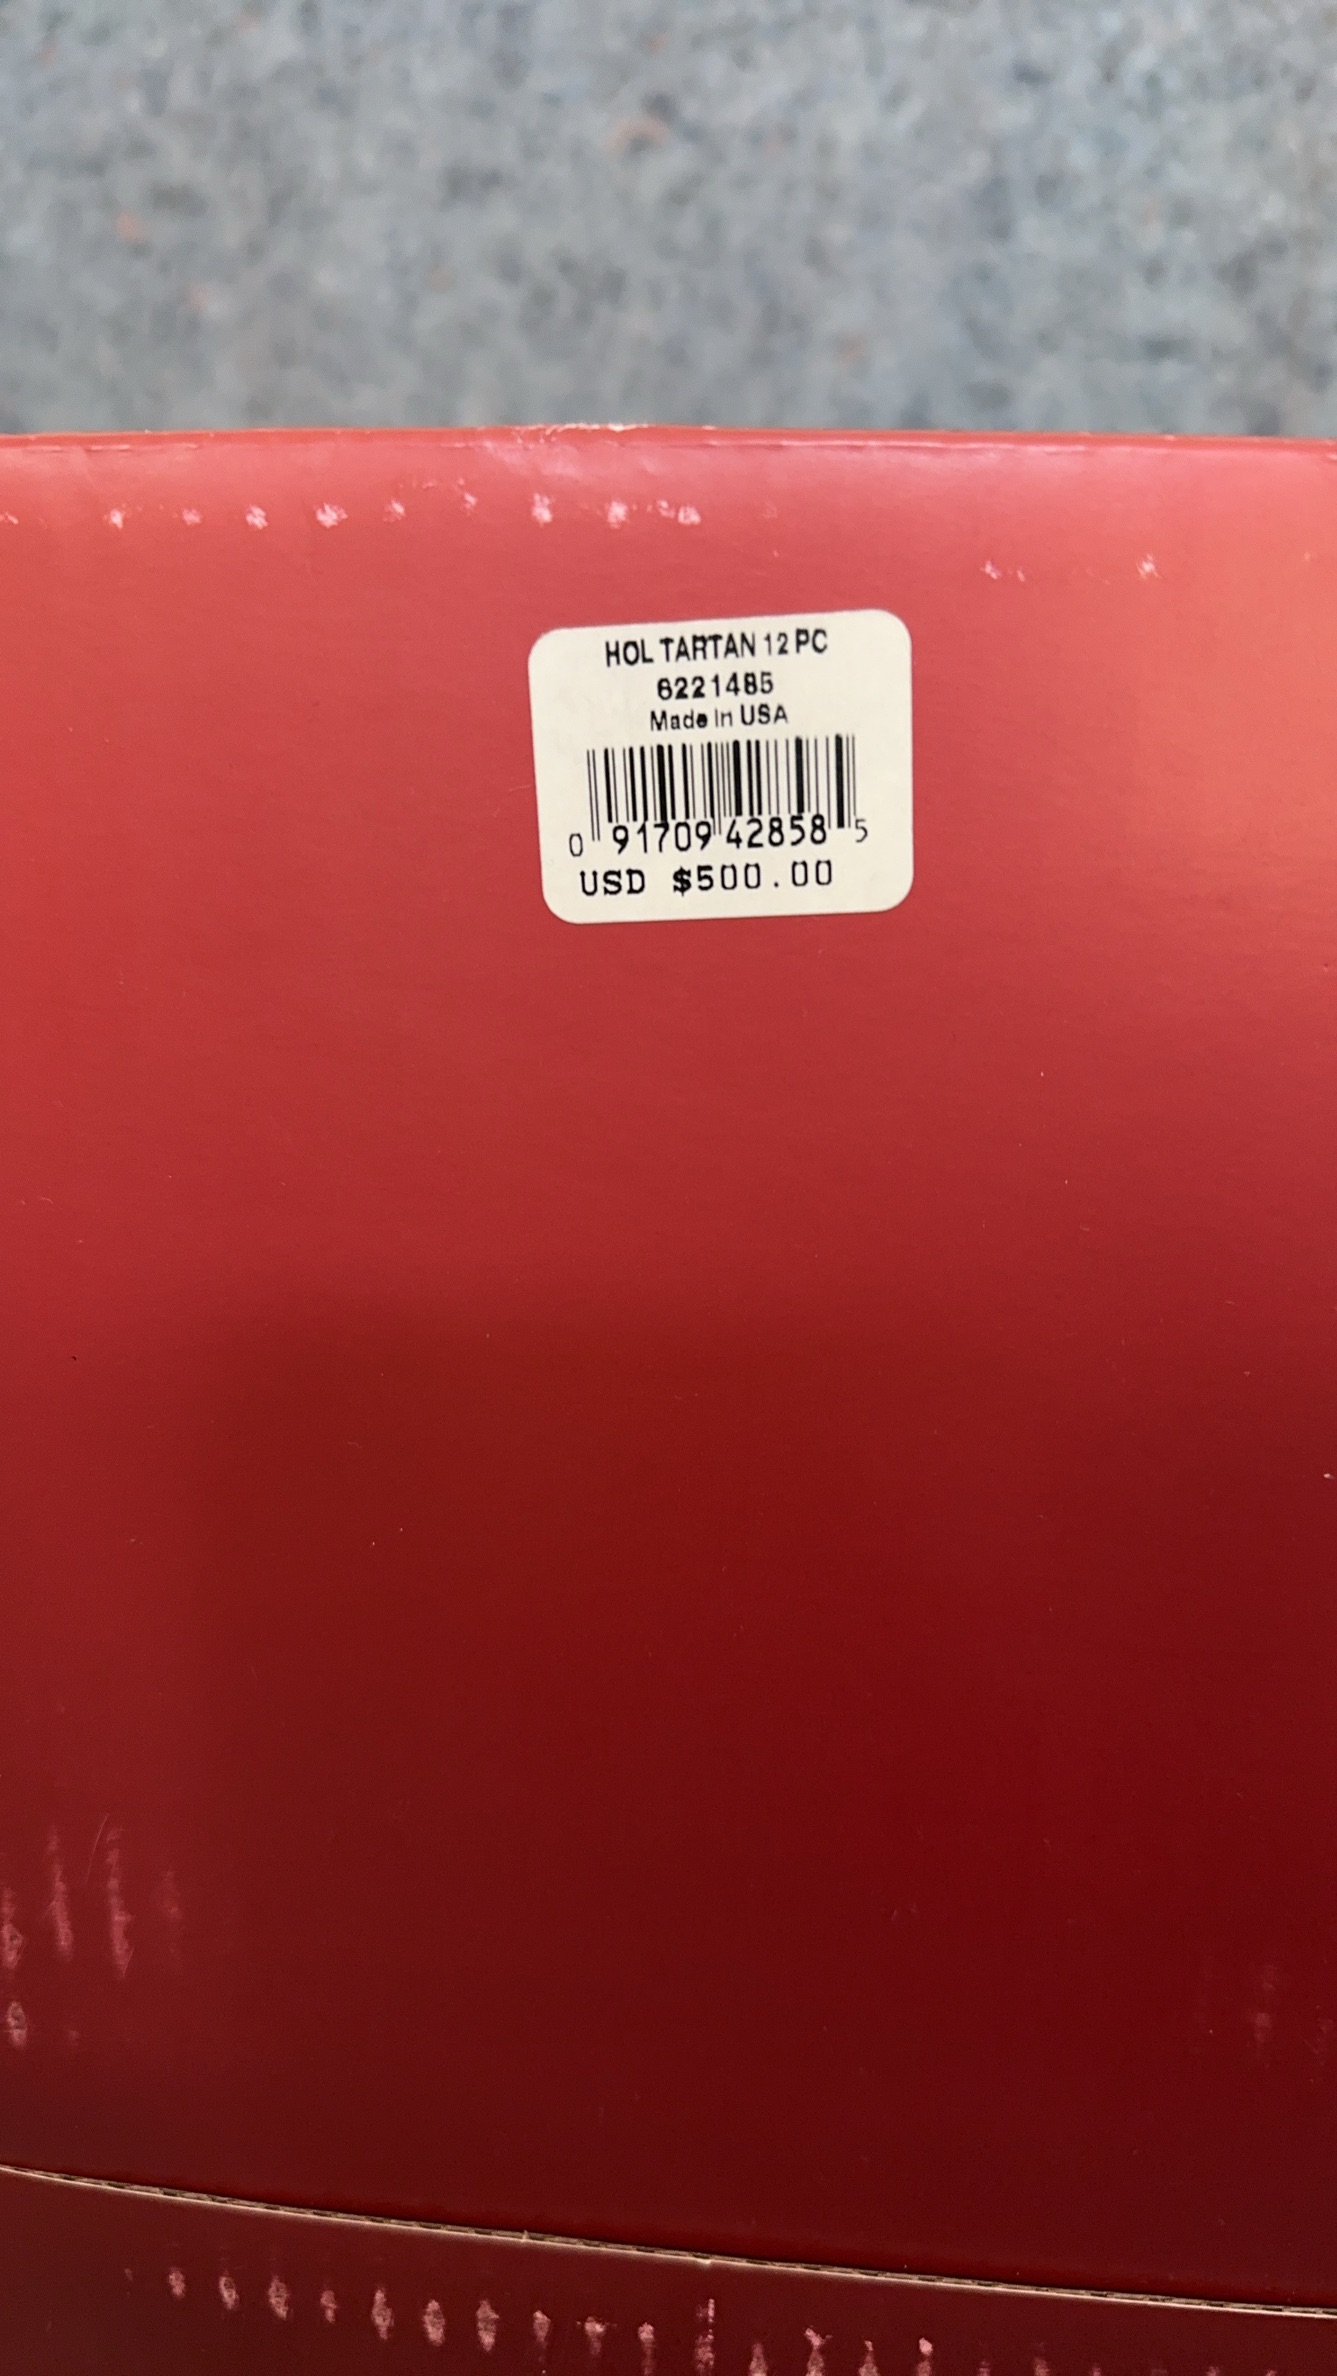 HOL TARTAN 12 PC
6221485
Made in USA
0 91709 42858 5
USD $500.00